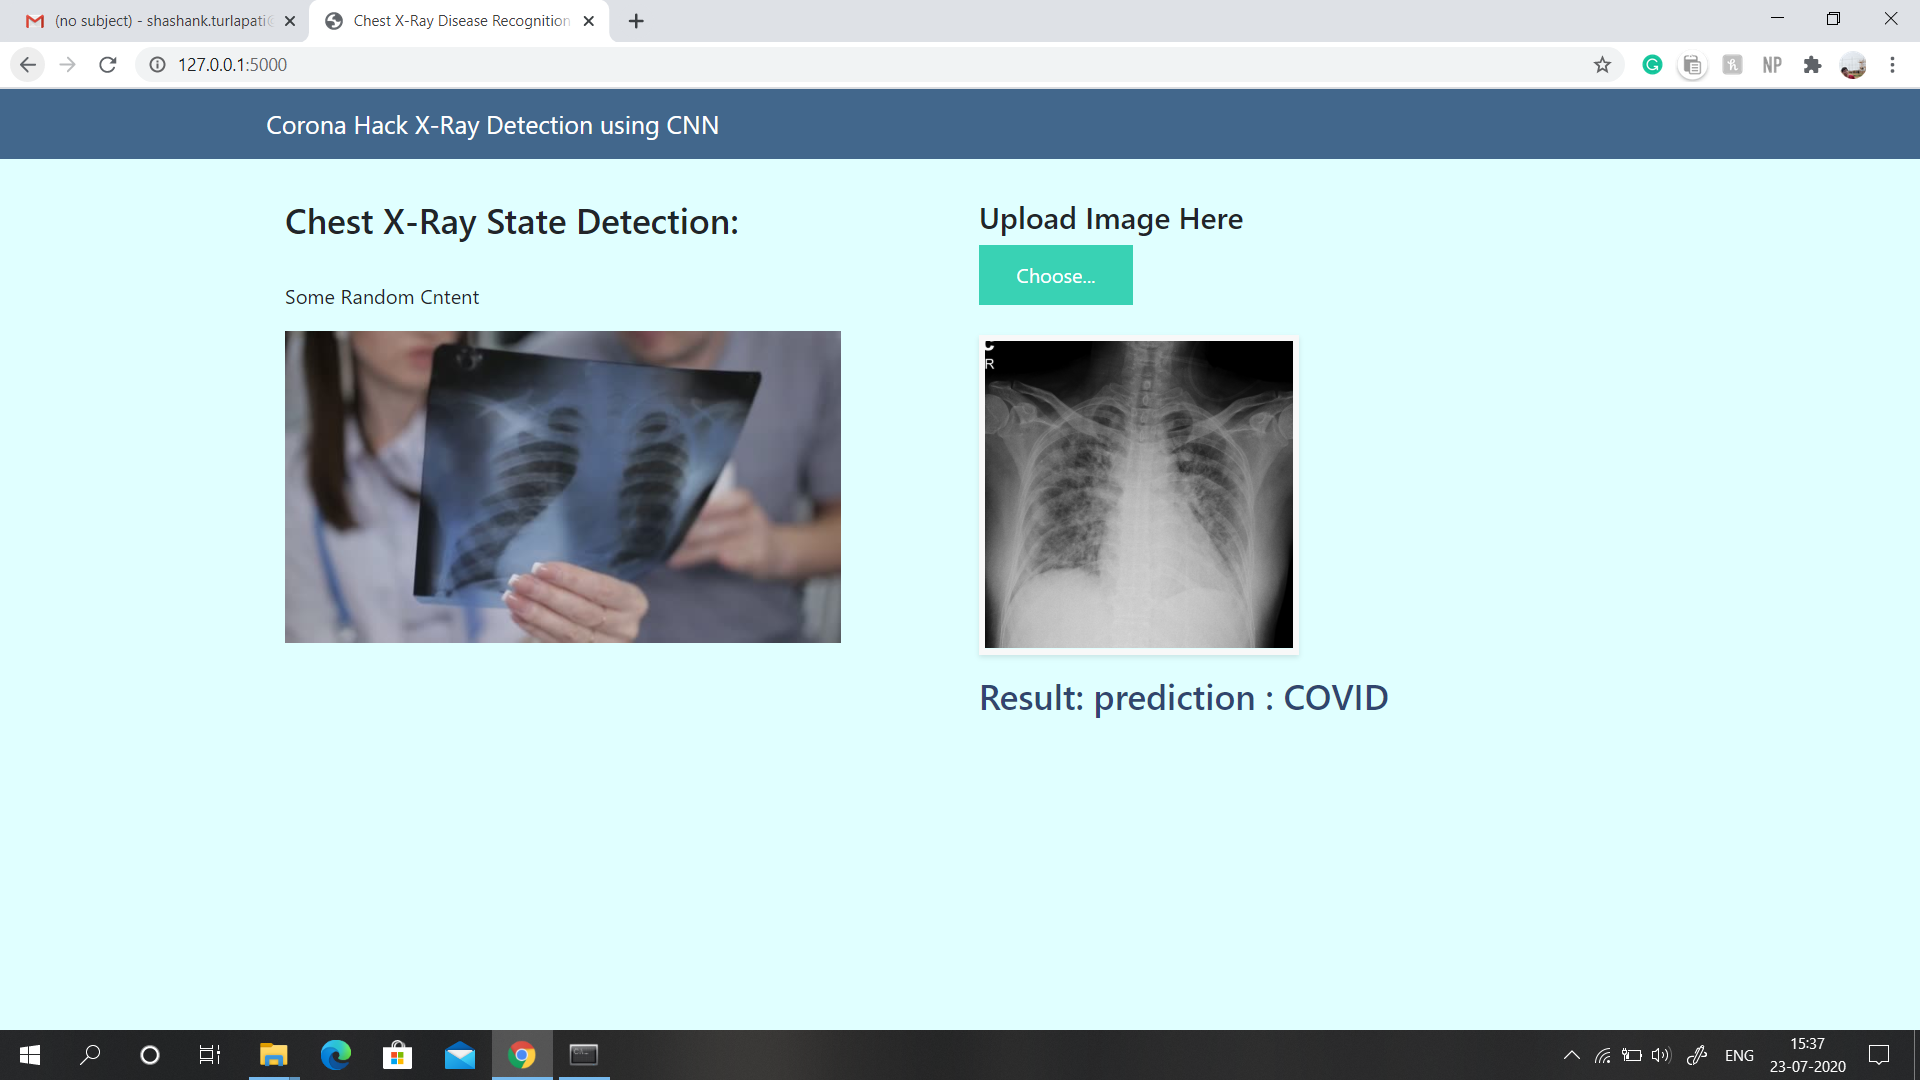 (no subject) - shashank.turlapati@
Chest X-Ray Disease Recognition
127.0.0.1:5000
NP
Corona Hack X-Ray Detection using CNN
Chest X-Ray State Detection:
Some Random Cntent
Upload Image Here
Choose...
R
Result: prediction : COVID
ENG
15:37
23-07-2020